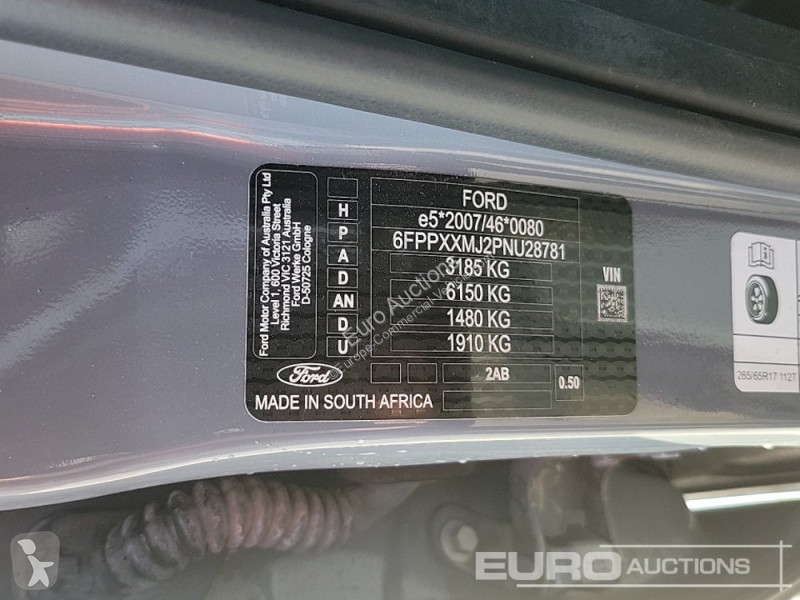 FORD
e5*2007/46*0080
6FPPXXMJ2PNU28781
3185 KG
6150 KG
1480 KG
1910 KG
H
P
A
D
AN
D
U
Ford Motor Company of Australia Pty Ltd
Level 1, 600 Victoria Street
Richmond VIC 3121 Australia
Ford Werke GmbH
D-50725 Cologne
VIN
Ford
2AB
0.50
MADE IN SOUTH AFRICA
265/65R17 112T
Euro Auctions
EURO AUCTIONS